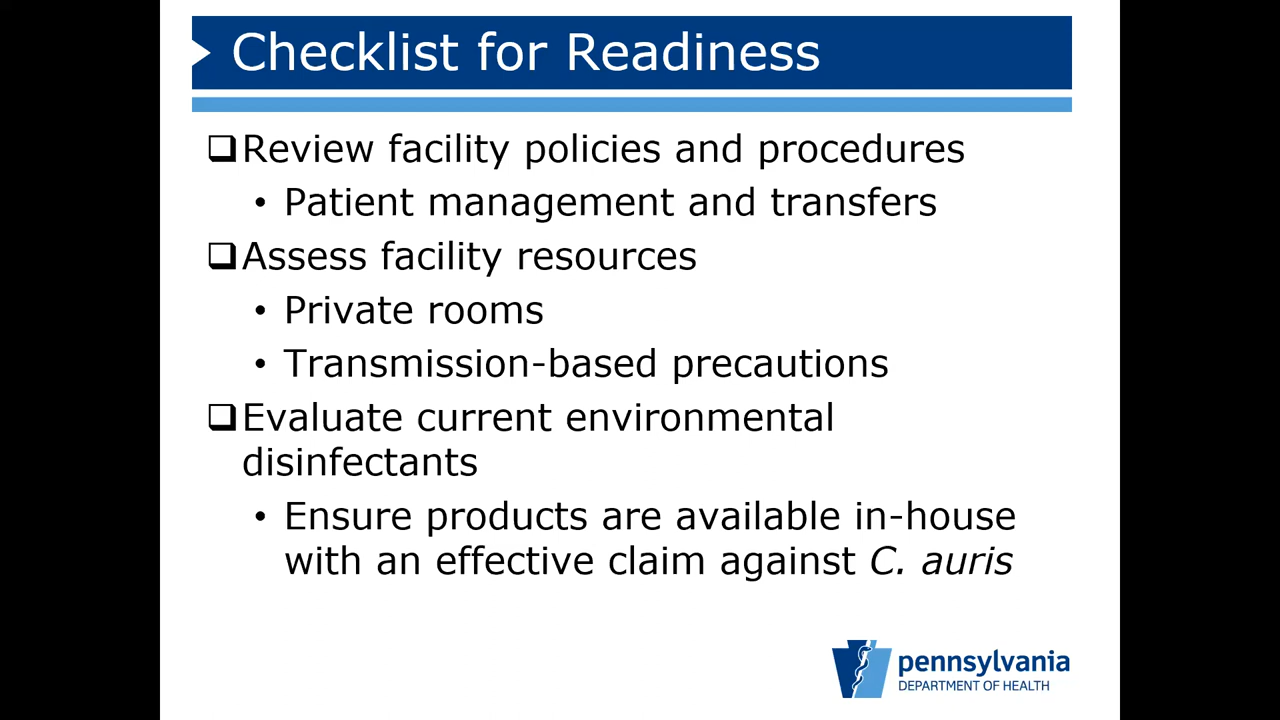 Checklist for Readiness
❑Review facility policies and procedures
• Patient management and transfers
❑Assess facility resources
• Private rooms
• Transmission-based precautions
❑Evaluate current environmental
disinfectants
• Ensure products are available in-house
with an effective claim against C. auris
pennsylvania
DEPARTMENT OF HEALTH